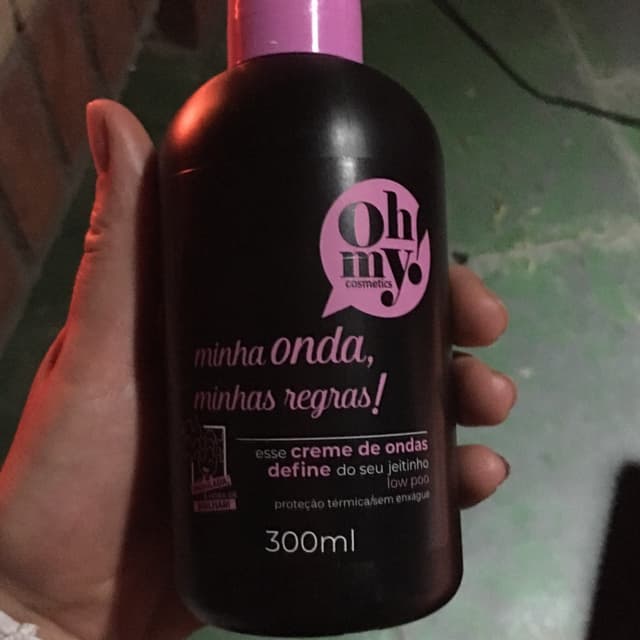 Oh
my!
cosmetics
minha onda,
minhas regras!
esse creme de ondas
define do seu jeitinho
low poo
proteção térmica/sem enxágue
300ml